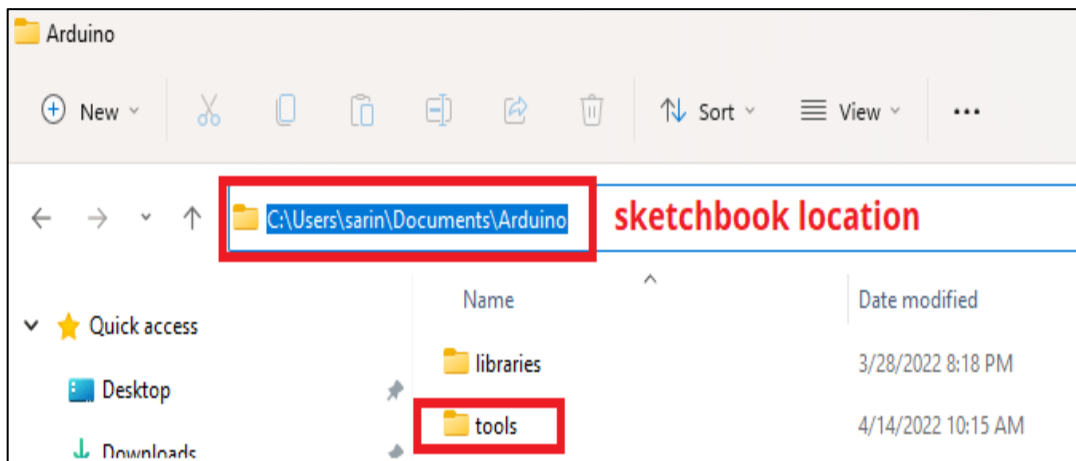 Arduino
New
Sort
View
C:\Users\sarin\Documents\Arduino
sketchbook location
Name
Date modified
Quick access
libraries
3/28/2022 8:18 PM
Desktop
tools
4/14/2022 10:15 AM
Downloads